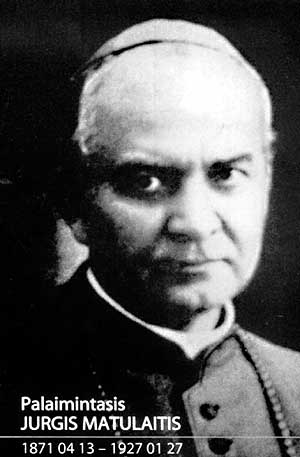 Palaimintasis
JURGIS MATULAITIS
1871 04 13 – 1927 01 27